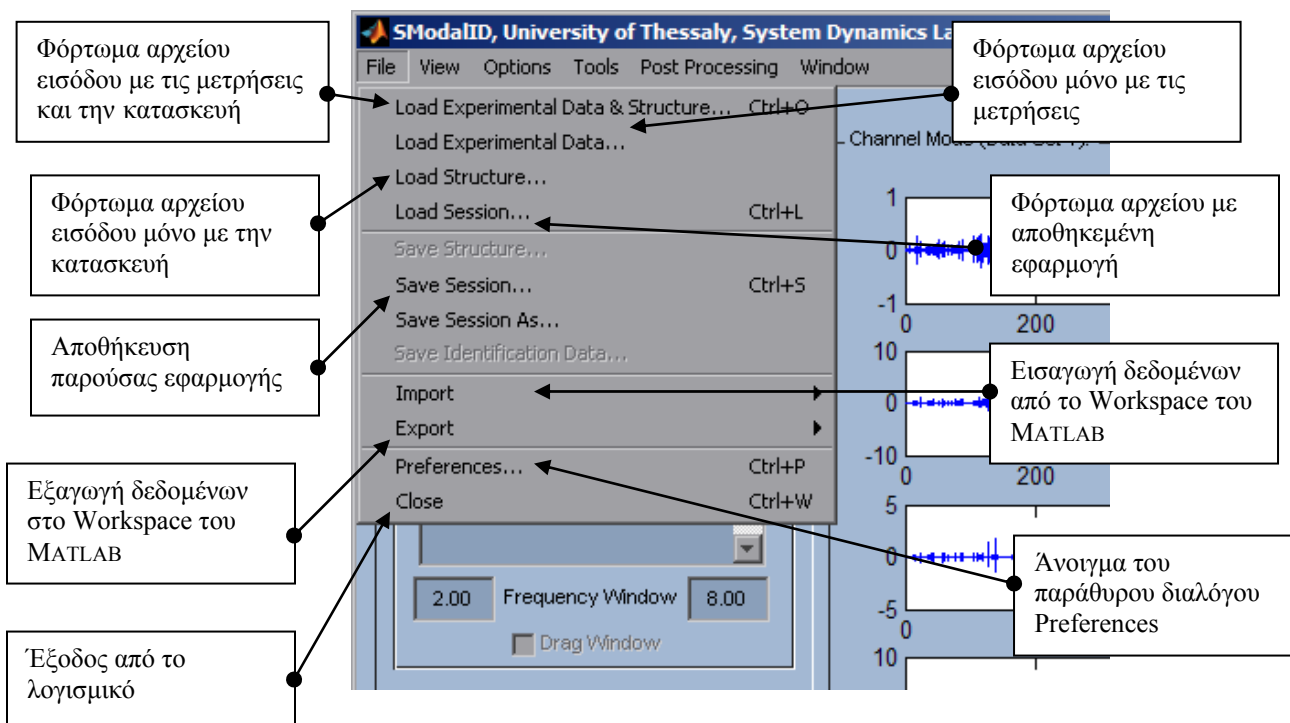 Φόρτωμα αρχείου
εισόδου με τις μετρήσεις
και την κατασκευή
Φόρτωμα αρχείου
εισόδου μόνο με την
κατασκευή
Αποθήκευση
παρούσας εφαρμογής
Εξαγωγή δεδομένων
στο Workspace του
MATLAB
Έξοδος από το
λογισμικό
SModalID, University of Thessaly, System Dynamics La
File View Options Tools Post Processing Window
Load Experimental Data & Structure... Ctrl+O
Load Experimental Data...
Load Structure...
Load Session... Ctrl+L
Save Structure...
Save Session... Ctrl+S
Save Session As...
Save Identification Data...
Import
Export
Preferences... Ctrl+P
Close Ctrl+W
2.00 Frequency Window 8.00
Drag Window
Channel
1
0
-1
0 200
10
0
-10
0 200
5
0
-5
0
10
Φόρτωμα αρχείου
εισόδου μόνο με τις
μετρήσεις
Φόρτωμα αρχείου με
αποθηκεμένη
εφαρμογή
Εισαγωγή δεδομένων
από το Workspace του
MATLAB
Άνοιγμα του
παράθυρου διαλόγου
Preferences